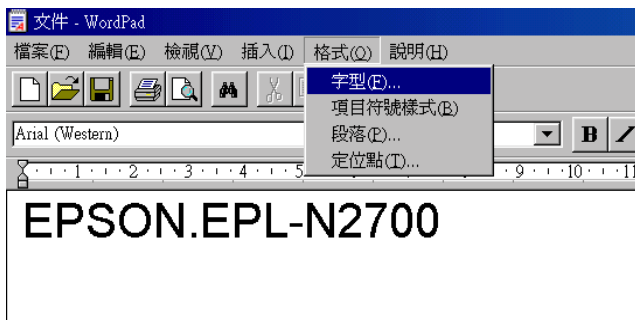 文件 - WordPad
檔案(F) 編輯(E) 檢視(V) 插入(I) 格式(O) 說明(H)
字型(F)...
項目符號樣式(B)
段落(P)...
定位點(T)...
Arial (Western)
B
1 2 3 4 5 9 10 11
EPSON.EPL-N2700